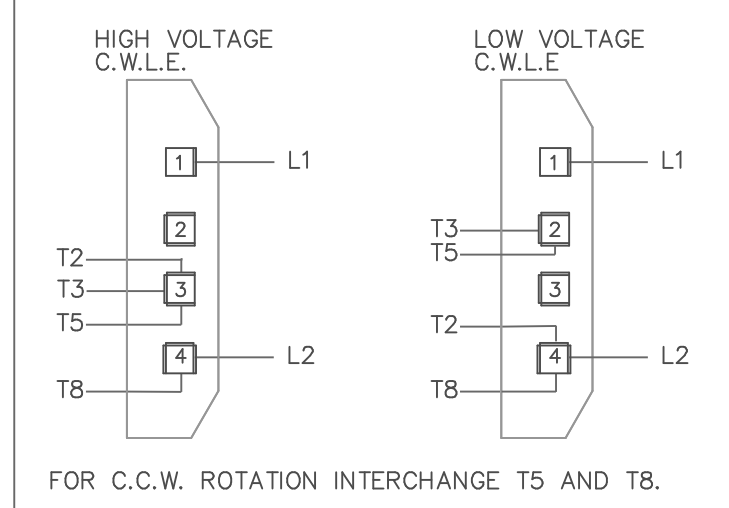 HIGH VOLTAGE
C.W.L.E.
1 L1
2
T2
T3 3
T5
4 L2
T8
LOW VOLTAGE
C.W.L.E
1 L1
T3 2
T5
3
T2
4 L2
T8
FOR C.C.W. ROTATION INTERCHANGE T5 AND T8.